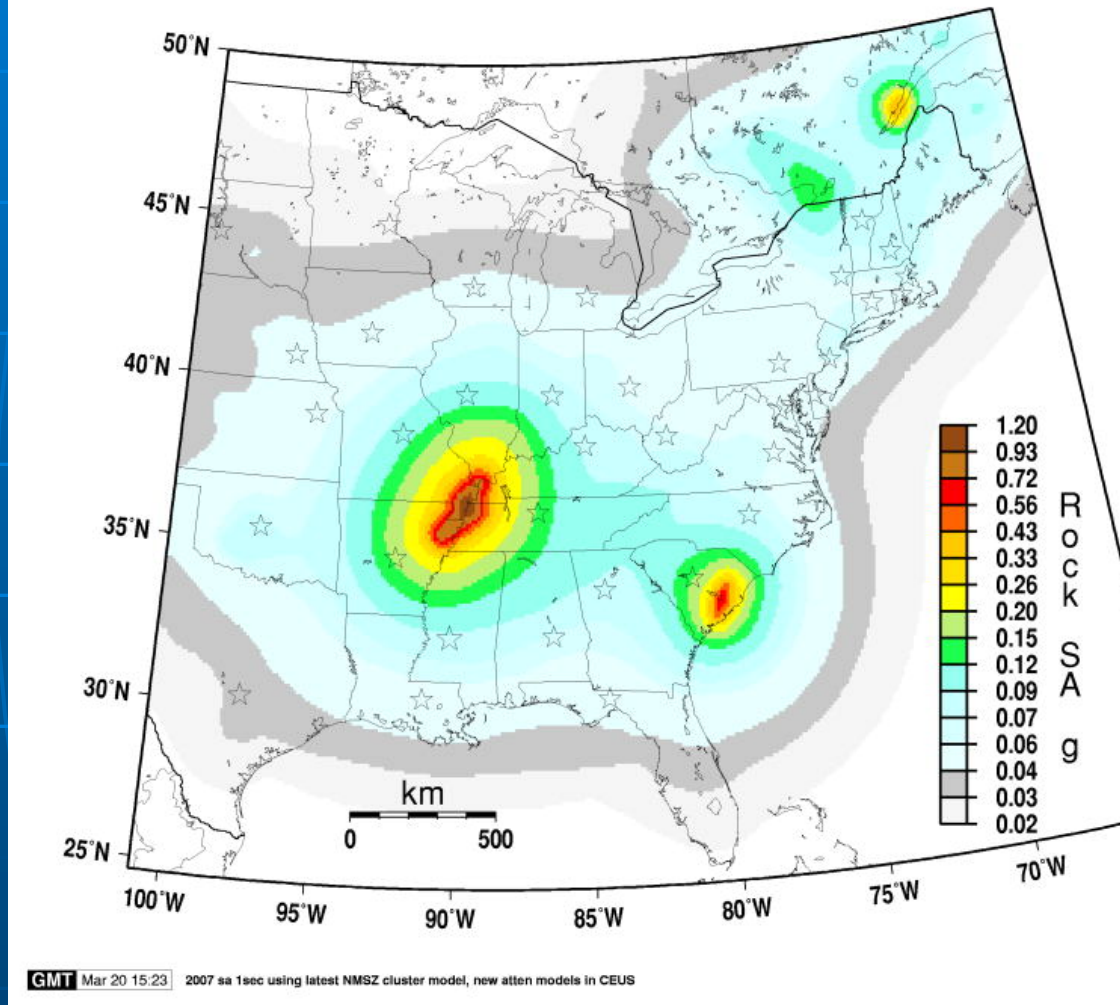 50°N
45°N
40°N
35°N
30°N
25°N
100°W
95°W
90°W
85°W
80°W
75°W
70°W
km
0 500
1.20
0.93
0.72
0.56
0.43
0.33
0.26
0.20
0.15
0.12
0.09
0.07
0.06
0.04
0.03
0.02
Rock SA g
GMT Mar 20 15:23 2007 sa 1sec using latest NMSZ cluster model, new atten models in CEUS